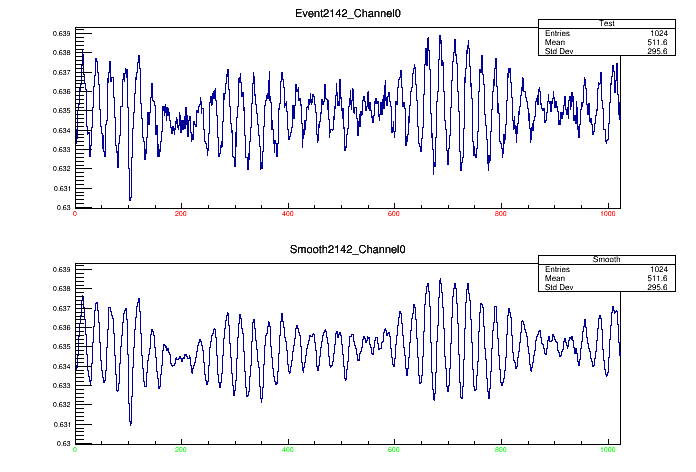 Event2142_Channel0
Test
Entries 1024
Mean 511.6
Std Dev 295.6
0.639
0.638
0.637
0.636
0.635
0.634
0.633
0.632
0.631
0.63
0 200 400 600 800 1000
Smooth2142_Channel0
Smooth
Entries 1024
Mean 511.6
Std Dev 295.6
0.639
0.638
0.637
0.636
0.635
0.634
0.633
0.632
0.631
0.63
0 200 400 600 800 1000